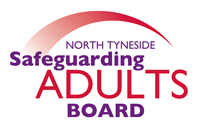 NORTH TYNESIDE
Safeguarding
ADULTS
BOARD